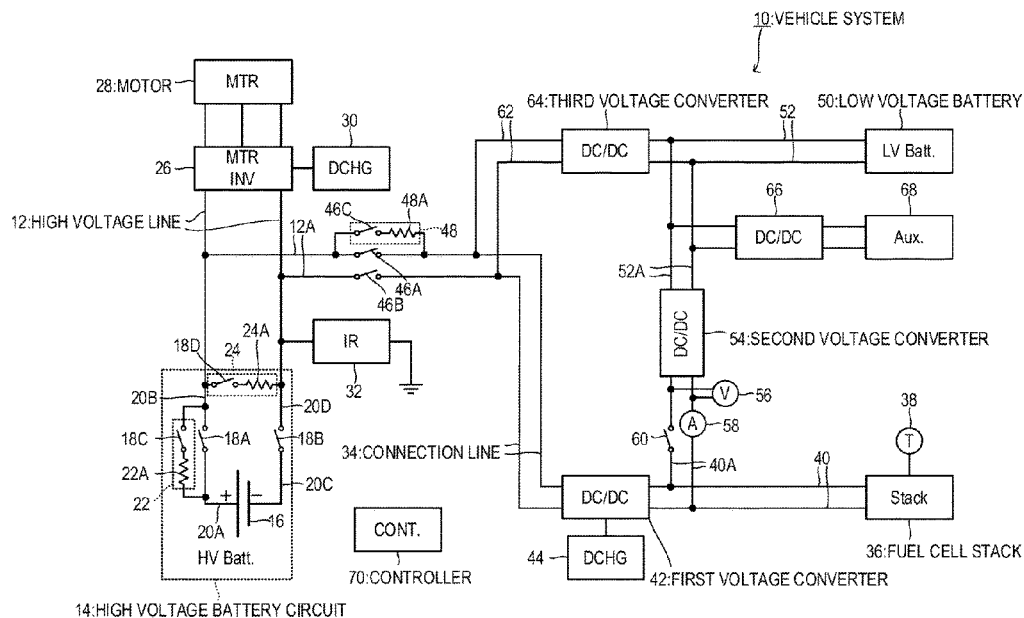 10:VEHICLE SYSTEM
28:MOTOR
MTR
64:THIRD VOLTAGE CONVERTER
50:LOW VOLTAGE BATTERY
30
62
52
26
MTR
INV
DCHG
DC/DC
LV Batt.
52
12:HIGH VOLTAGE LINE
46C
48A
48
66
68
12A
DC/DC
Aux.
46A
46B
52A
24A
18D
24
IR
DC/DC
54:SECOND VOLTAGE CONVERTER
32
20B
20D
V
56
38
18C
18A
18B
60
A
58
T
22A
34:CONNECTION LINE
40A
40
20C
22
+
−
DC/DC
Stack
20A
16
HV Batt.
CONT.
44
DCHG
36:FUEL CELL STACK
70:CONTROLLER
42:FIRST VOLTAGE CONVERTER
14:HIGH VOLTAGE BATTERY CIRCUIT